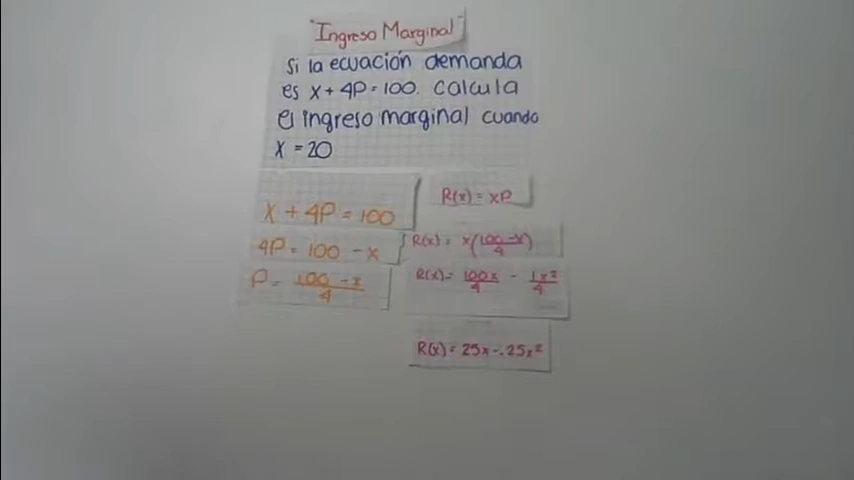 "Ingreso Marginal"
Si la ecuación demanda
es x + 4P = 100. calcula
el ingreso marginal cuando
x = 20
x + 4P = 100
4P = 100 - x
P = 100 - x / 4
R(x) = xP
R(x) = x(100 - x / 4)
R(x) = 100x / 4 - 1x² / 4
R(x) = 25x - .25x²